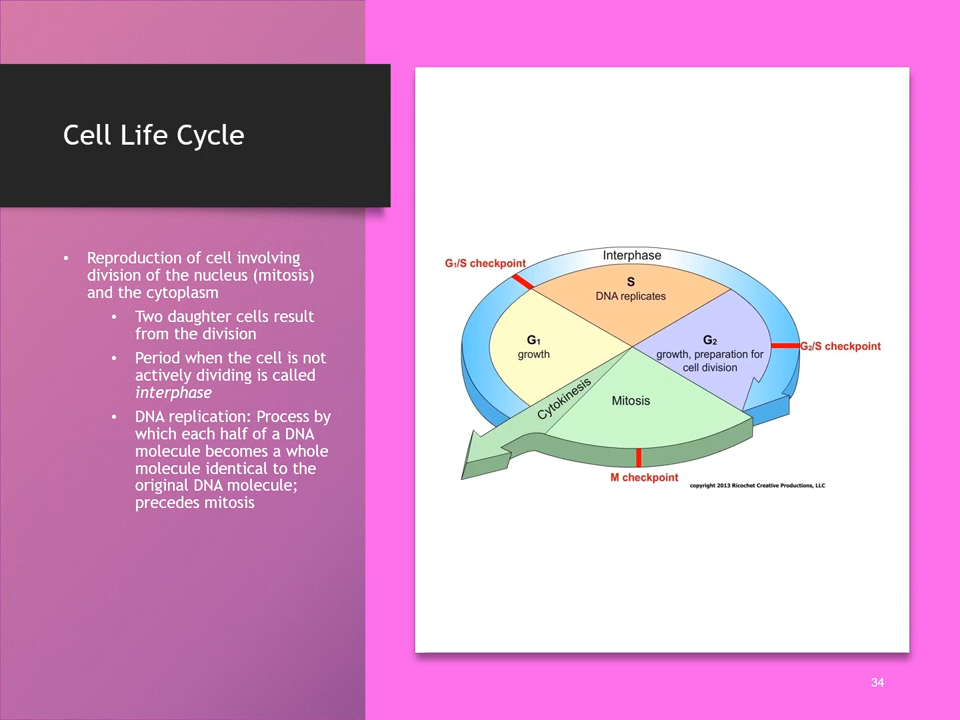 Cell Life Cycle
• Reproduction of cell involving
division of the nucleus (mitosis)
and the cytoplasm
• Two daughter cells result
from the division
• Period when the cell is not
actively dividing is called
interphase
• DNA replication: Process by
which each half of a DNA
molecule becomes a whole
molecule identical to the
original DNA molecule;
precedes mitosis
Interphase
G₁/S checkpoint
S
DNA replicates
G₁
growth
G₂
growth, preparation for
cell division
G₂/S checkpoint
Cytokinesis
Mitosis
M checkpoint
copyright 2013 Ricochet Creative Productions, LLC
34